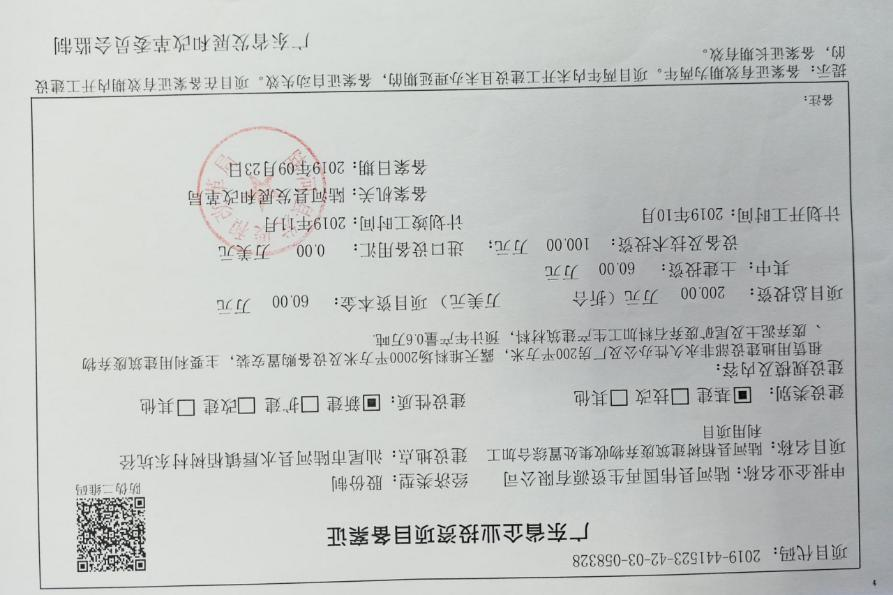 项目代码：2019-441523-42-03-058328
广东省企业投资项目备案证
防伪二维码
申报企业名称：陆河县伟国再生资源有限公司 经济类型：股份制
项目名称：陆河县栢树建筑废弃物收集处置综合加工利用项目 建设地点：汕尾市陆河县水唇镇栢树村东坑径
利用项目
建设类别：■基建 □技改 □其他 建设性质：■新建 □扩建 □改建 □其他
建设规模及内容：
租赁用地建设部非永久性办公及厂房200平方米，露天堆料场2000平方米及设备购置安装，主要利用建筑废弃物
、废弃泥土及尾矿废弃石料加工生产建筑材料，预计年产量0.6万吨。
项目总投资：200.00 万元（折合 万美元） 项目资本金：60.00 万元
其中：土建投资：60.00 万元
设备及技术投资：100.00 万元； 进口设备用汇：0.00 万美元
计划开工时间：2019年10月 计划竣工时间：2019年11月
备案机关：陆河县发展和改革局
备案日期：2019年09月23日
备注：
提示：备案证有效期为两年。项目两年内未开工建设且未办理延期的，备案证自动失效。项目在备案证有效期内开工建设
的，备案证长期有效。
广东省发展和改革委员会监制